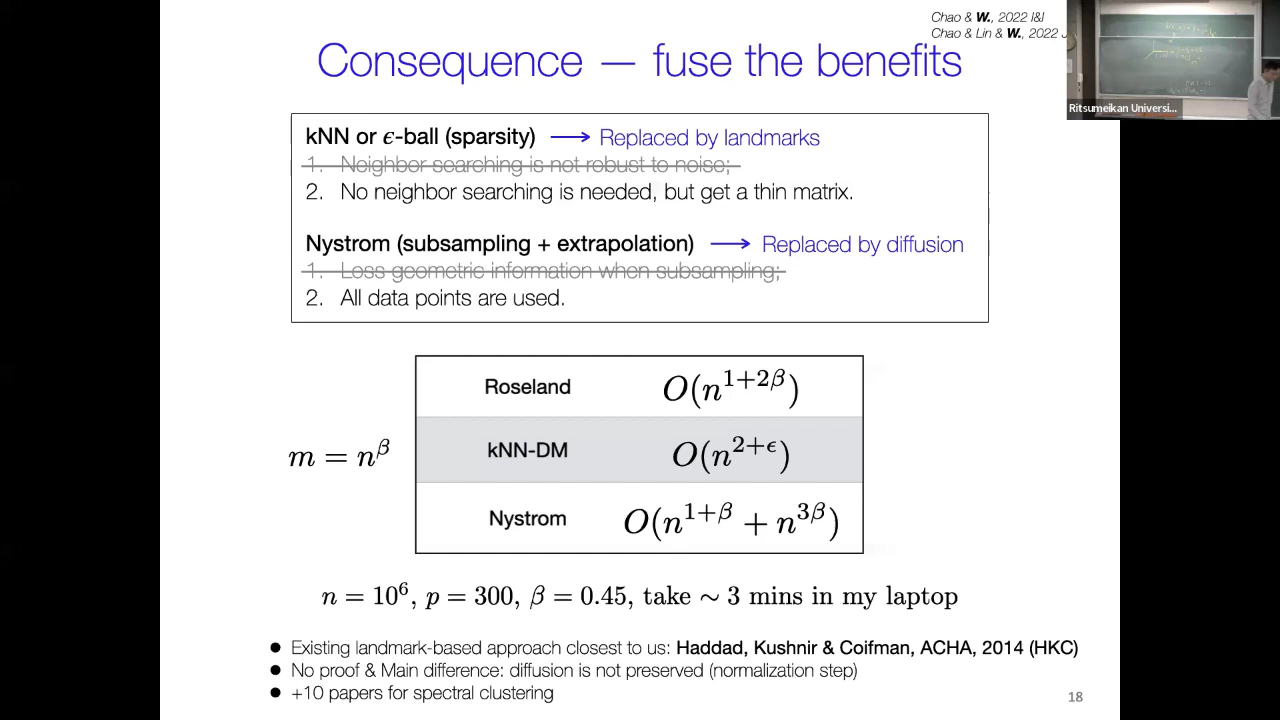 Chao & W., 2022 I&I
Chao & Lin & W., 2022 J
Consequence — fuse the benefits
kNN or ϵ-ball (sparsity) ⟶ Replaced by landmarks
1. Neighbor searching is not robust to noise;
2. No neighbor searching is needed, but get a thin matrix.
Nystrom (subsampling + extrapolation) ⟶ Replaced by diffusion
1. Loss geometric information when subsampling;
2. All data points are used.
m = n^β
Roseland O(n^{1+2β})
kNN-DM O(n^{2+ϵ})
Nystrom O(n^{1+β} + n^{3β})
n = 10^6, p = 300, β = 0.45, take ~ 3 mins in my laptop
● Existing landmark-based approach closest to us: Haddad, Kushnir & Coifman, ACHA, 2014 (HKC)
● No proof & Main difference: diffusion is not preserved (normalization step)
● +10 papers for spectral clustering
18
Ritsumeikan Universi...